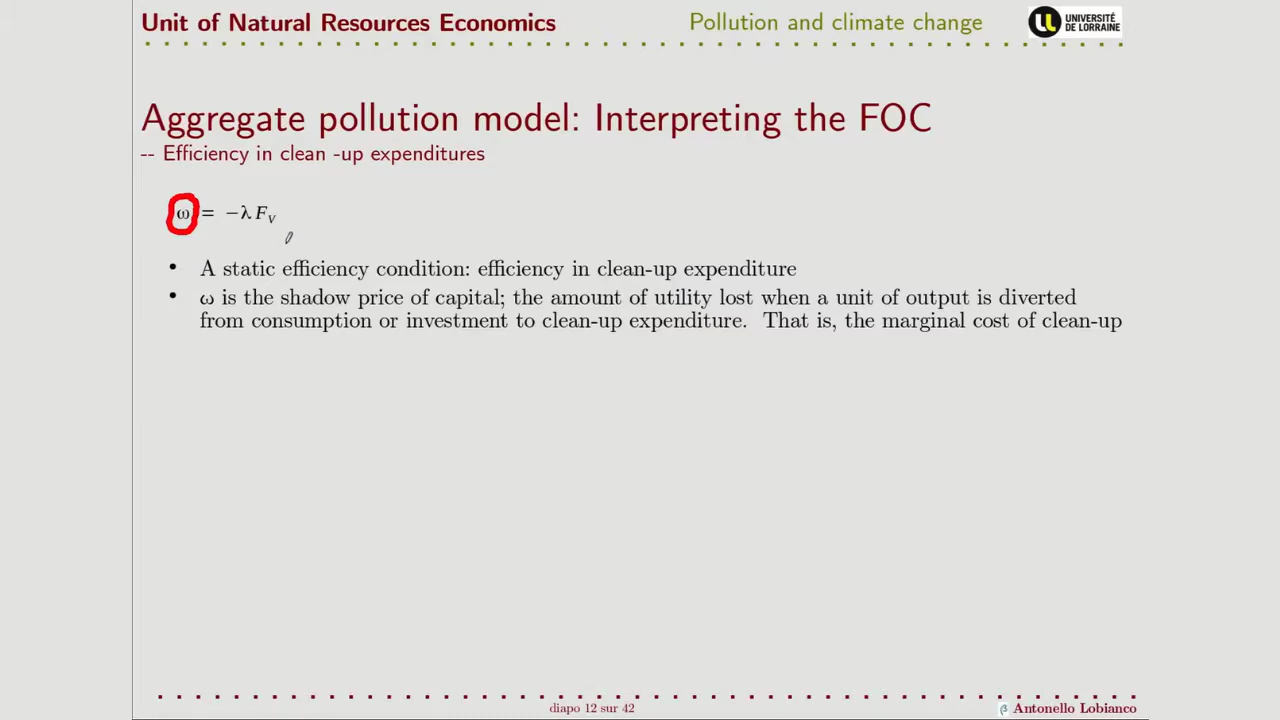 Unit of Natural Resources Economics
Pollution and climate change
UNIVERSITÉ
DE LORRAINE
Aggregate pollution model: Interpreting the FOC
-- Efficiency in clean -up expenditures
ω = −λ F_V
• A static efficiency condition: efficiency in clean-up expenditure
• ω is the shadow price of capital; the amount of utility lost when a unit of output is diverted
from consumption or investment to clean-up expenditure. That is, the marginal cost of clean-up
diapo 12 sur 42
β Antonello Lobianco